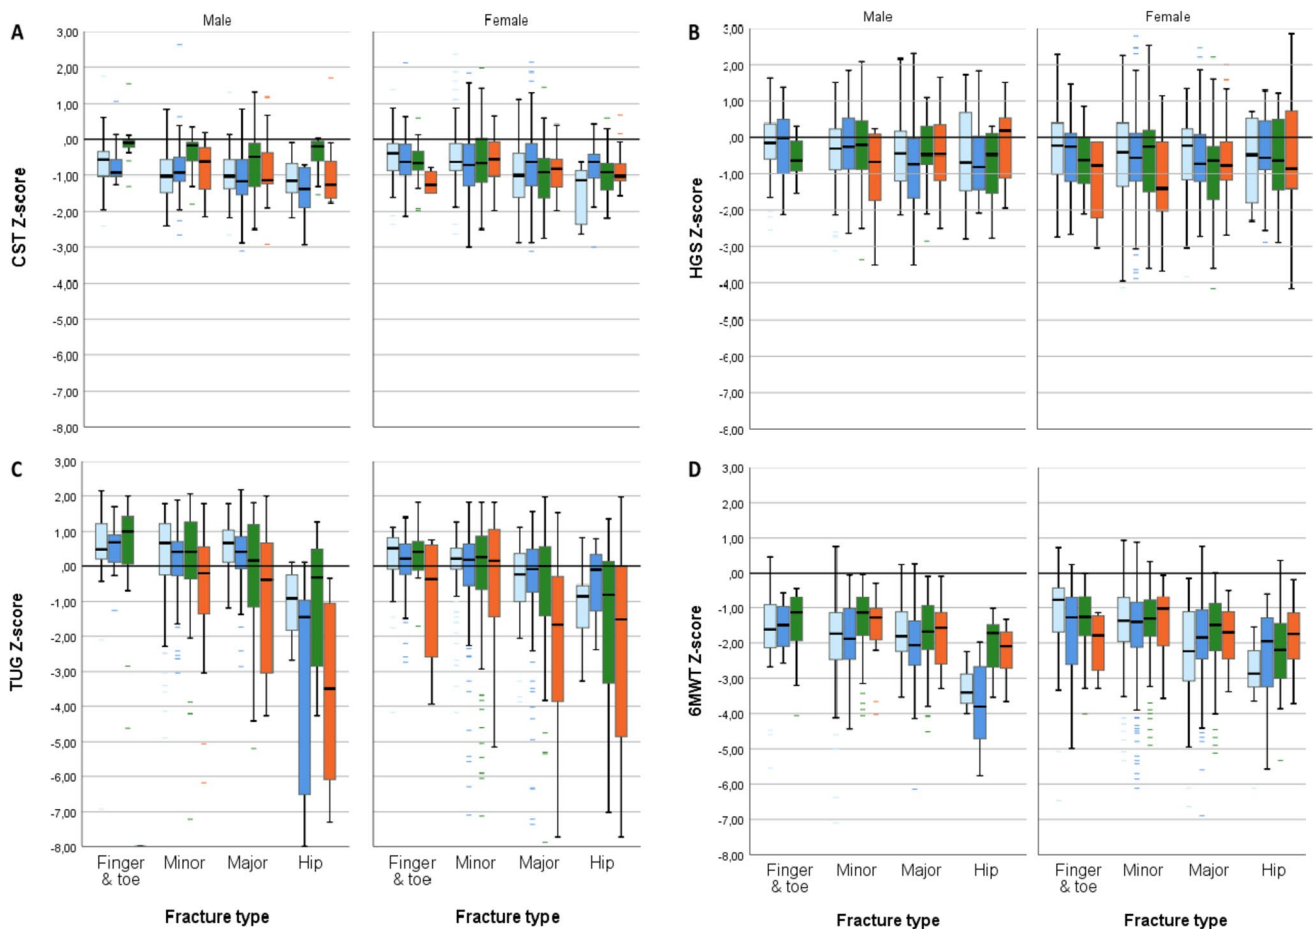 A
Male
Female
CST Z-score
3,00
2,00
1,00
,00
-1,00
-2,00
-3,00
-4,00
-5,00
-6,00
-7,00
-8,00
B
Male
Female
HGS Z-score
3,00
2,00
1,00
,00
-1,00
-2,00
-3,00
-4,00
-5,00
-6,00
-7,00
-8,00
C
TUG Z-score
3,00
2,00
1,00
,00
-1,00
-2,00
-3,00
-4,00
-5,00
-6,00
-7,00
-8,00
Finger & toe
Minor
Major
Hip
Finger & toe
Minor
Major
Hip
Fracture type
Fracture type
D
6MWT Z-score
3,00
2,00
1,00
,00
-1,00
-2,00
-3,00
-4,00
-5,00
-6,00
-7,00
-8,00
Finger & toe
Minor
Major
Hip
Finger & toe
Minor
Major
Hip
Fracture type
Fracture type